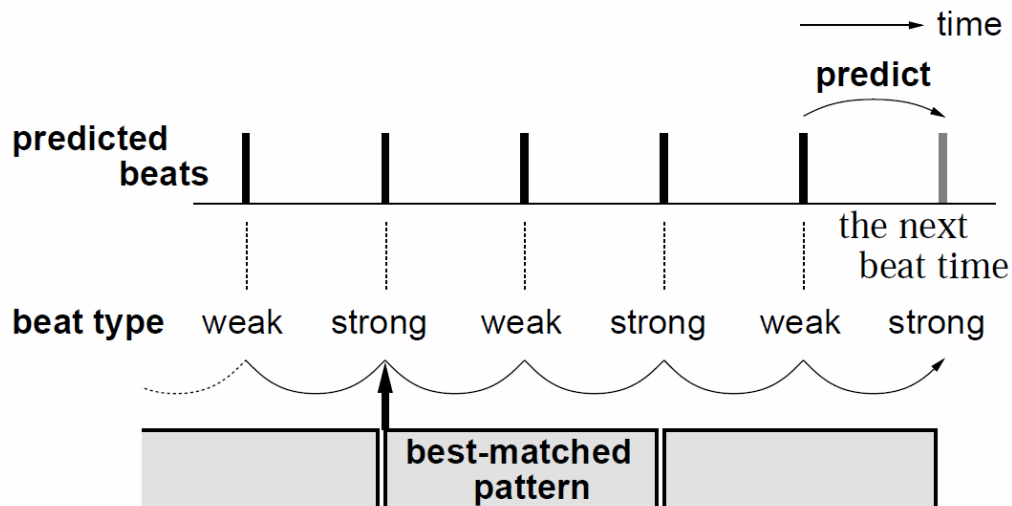 time
predict
predicted
beats
the next
beat time
beat type weak strong weak strong weak strong
best-matched
pattern